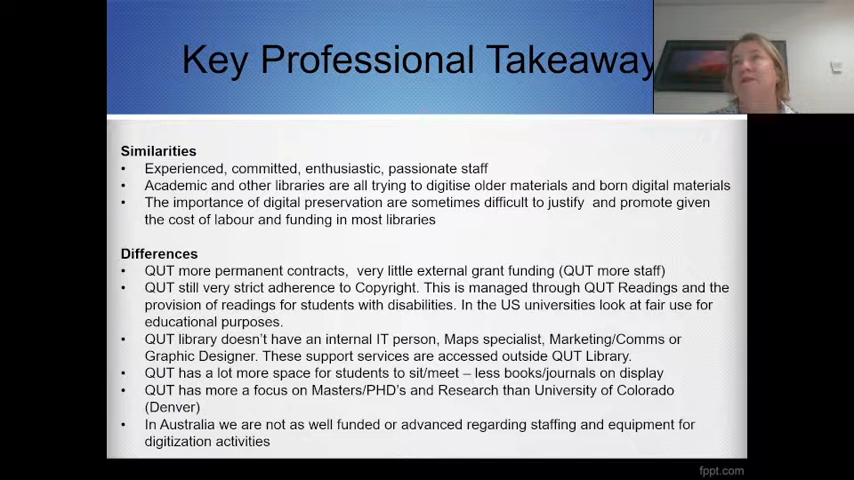 Key Professional Takeaway
Similarities
• Experienced, committed, enthusiastic, passionate staff
• Academic and other libraries are all trying to digitise older materials and born digital materials
• The importance of digital preservation are sometimes difficult to justify and promote given
the cost of labour and funding in most libraries
Differences
• QUT more permanent contracts, very little external grant funding (QUT more staff)
• QUT still very strict adherence to Copyright. This is managed through QUT Readings and the
provision of readings for students with disabilities. In the US universities look at fair use for
educational purposes.
• QUT library doesn't have an internal IT person, Maps specialist, Marketing/Comms or
Graphic Designer. These support services are accessed outside QUT Library.
• QUT has a lot more space for students to sit/meet – less books/journals on display
• QUT has more a focus on Masters/PHD's and Research than University of Colorado
(Denver)
• In Australia we are not as well funded or advanced regarding staffing and equipment for
digitization activities
fppt.com